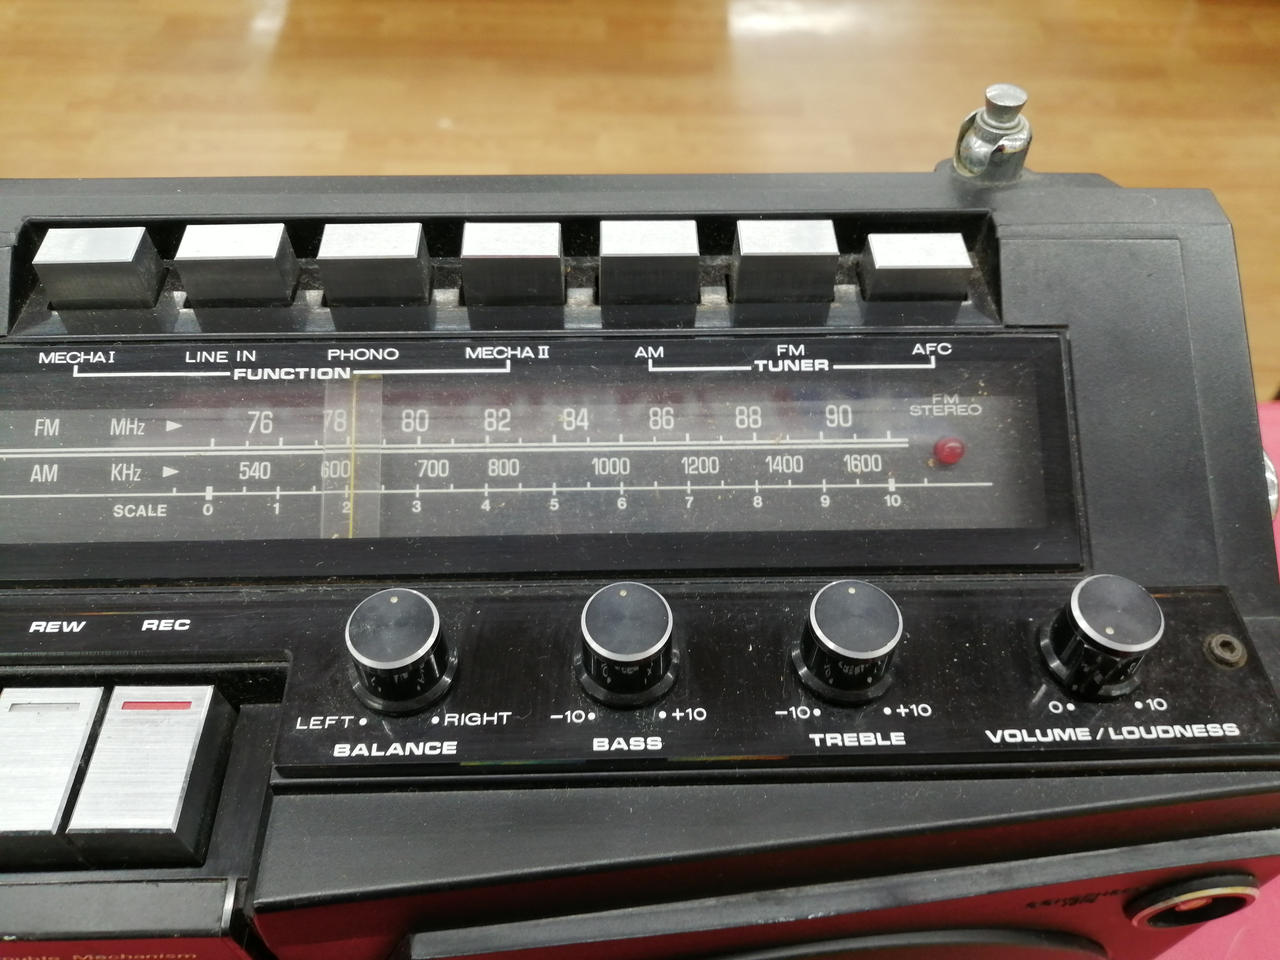 MECHA I LINE IN PHONO MECHA II AM FM AFC
FUNCTION TUNER
FM MHz 76 78 80 82 84 86 88 90 FM STEREO
AM KHz 540 600 700 800 1000 1200 1400 1600
SCALE 0 1 2 3 4 5 6 7 8 9 10
REW REC
LEFT RIGHT -10 +10 -10 +10 0 10
BALANCE BASS TREBLE VOLUME / LOUDNESS
Mechanism